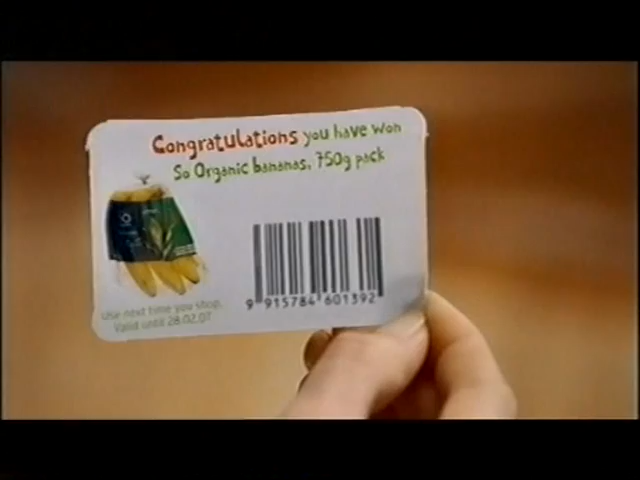 Congratulations you have won
So Organic bananas, 750g pack
9 915784 601392
Use next time you shop.
Valid until 28.02.07